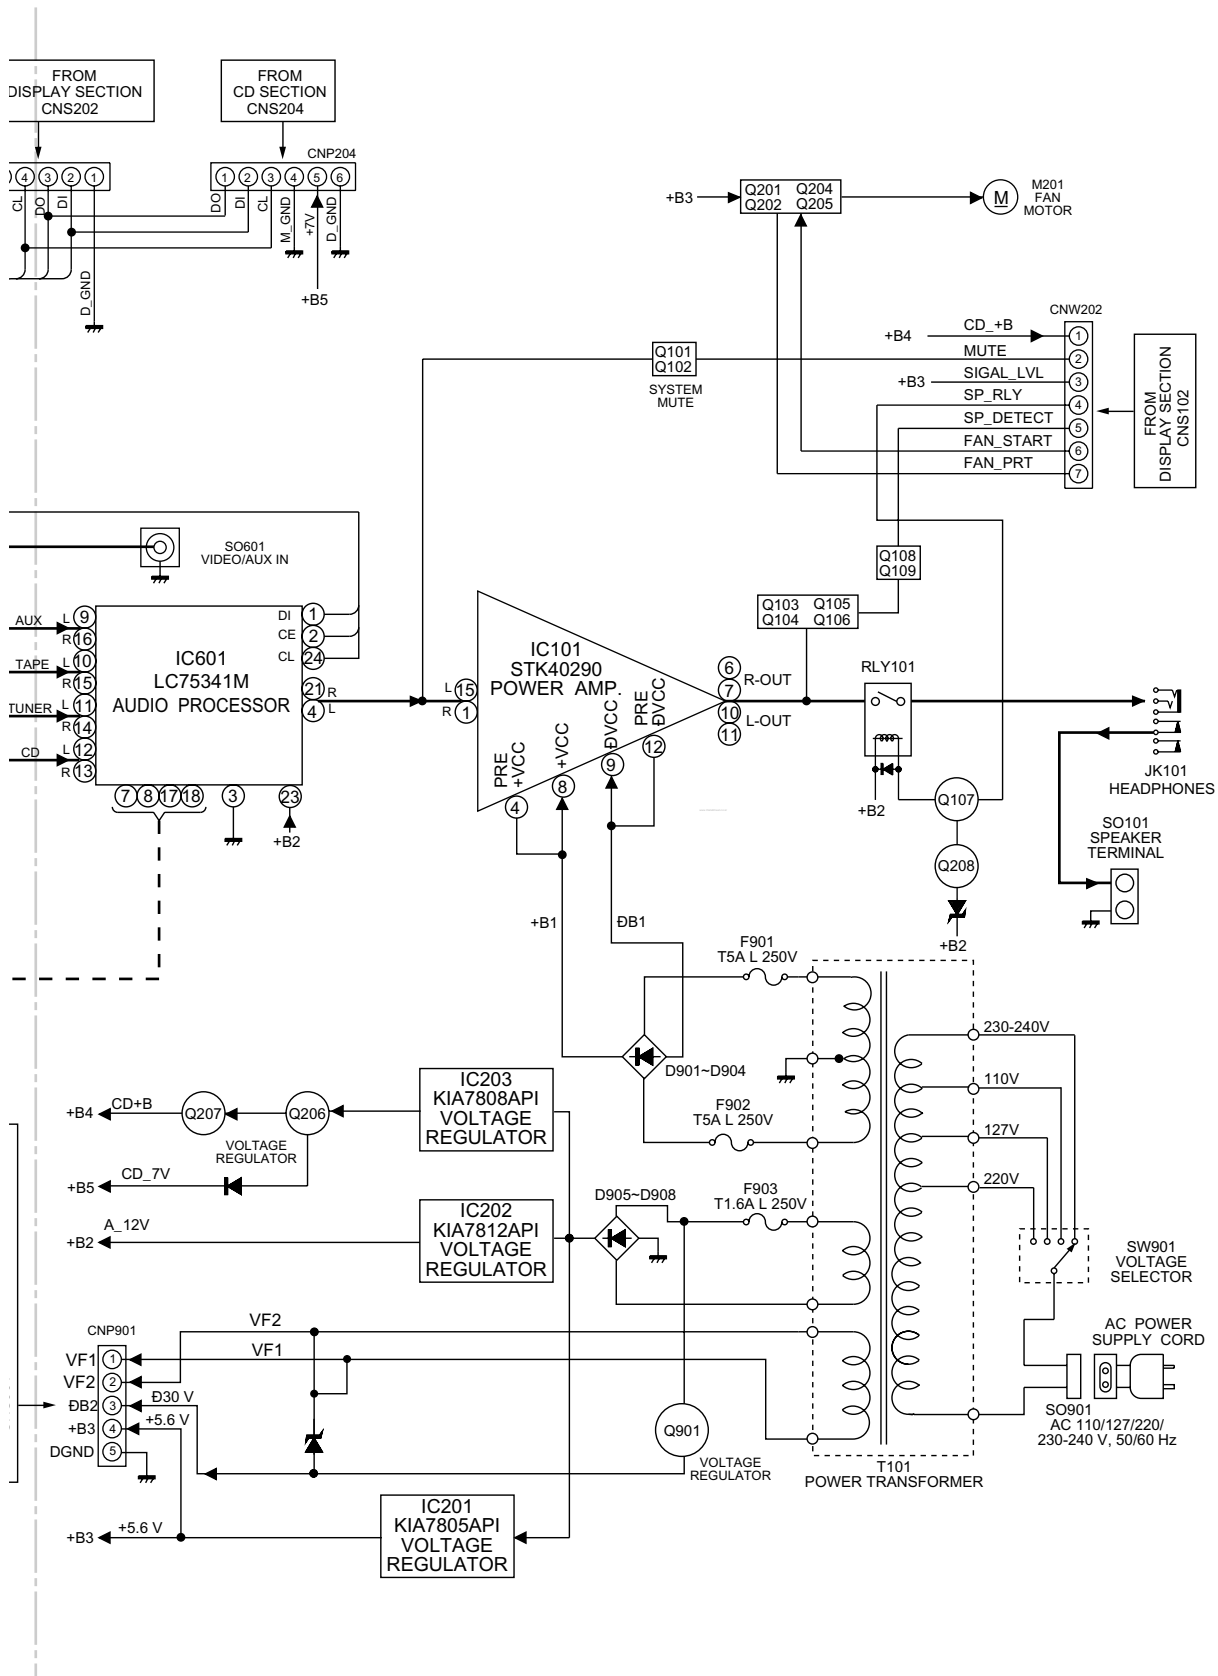 FROM
DISPLAY SECTION
CNS202
FROM
CD SECTION
CNS204
CNP204
4 3 2 1
1 2 3 4 5 6
CL
DO
DI
D_GND
DO
DI
CL
M_GND
+7V
D_GND
+B5
+B3
Q201 Q204
Q202 Q205
M
M201
FAN
MOTOR
CNW202
+B4
CD_+B
1
MUTE
2
+B3
SIGAL_LVL
3
SP_RLY
4
SP_DETECT
5
FAN_START
6
FAN_PRT
7
FROM
DISPLAY SECTION
CNS102
Q101
Q102
SYSTEM
MUTE
SO601
VIDEO/AUX IN
Q108
Q109
Q103 Q105
Q104 Q106
AUX
L 9
R 16
TAPE
L 10
R 15
TUNER
L 11
R 14
CD
L 12
R 13
IC601
LC75341M
AUDIO PROCESSOR
DI 1
CE 2
CL 24
21 R
4 L
7 8 17 18
3
23
+B2
L 15
R 1
IC101
STK40290
POWER AMP.
PRE
+VCC
4
+VCC
8
ĐVCC
9
PRE
ĐVCC
12
6
7
R-OUT
10
L-OUT
11
RLY101
+B2
Q107
Q208
+B2
JK101
HEADPHONES
SO101
SPEAKER
TERMINAL
+B1
ĐB1
F901
T5A L 250V
D901~D904
F902
T5A L 250V
230-240V
110V
127V
220V
+B4
CD+B
Q207
Q206
IC203
KIA7808API
VOLTAGE
REGULATOR
VOLTAGE
REGULATOR
+B5
CD_7V
D905~D908
F903
T1.6A L 250V
A_12V
+B2
IC202
KIA7812API
VOLTAGE
REGULATOR
SW901
VOLTAGE
SELECTOR
AC POWER
SUPPLY CORD
CNP901
VF2
VF1
VF1 1
VF2 2
ĐB2 3
Đ30 V
+B3 4
+5.6 V
DGND 5
Q901
VOLTAGE
REGULATOR
SO901
AC 110/127/220/
230-240 V, 50/60 Hz
T101
POWER TRANSFORMER
+B3
+5.6 V
IC201
KIA7805API
VOLTAGE
REGULATOR